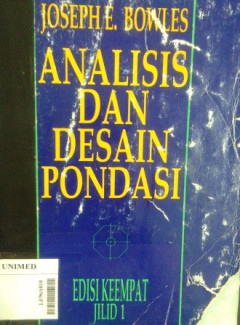 JOSEPH E. BOWLES
ANALISIS
DAN
DESAIN
PONDASI
EDISI KEEMPAT
JILID 1
UNIMED